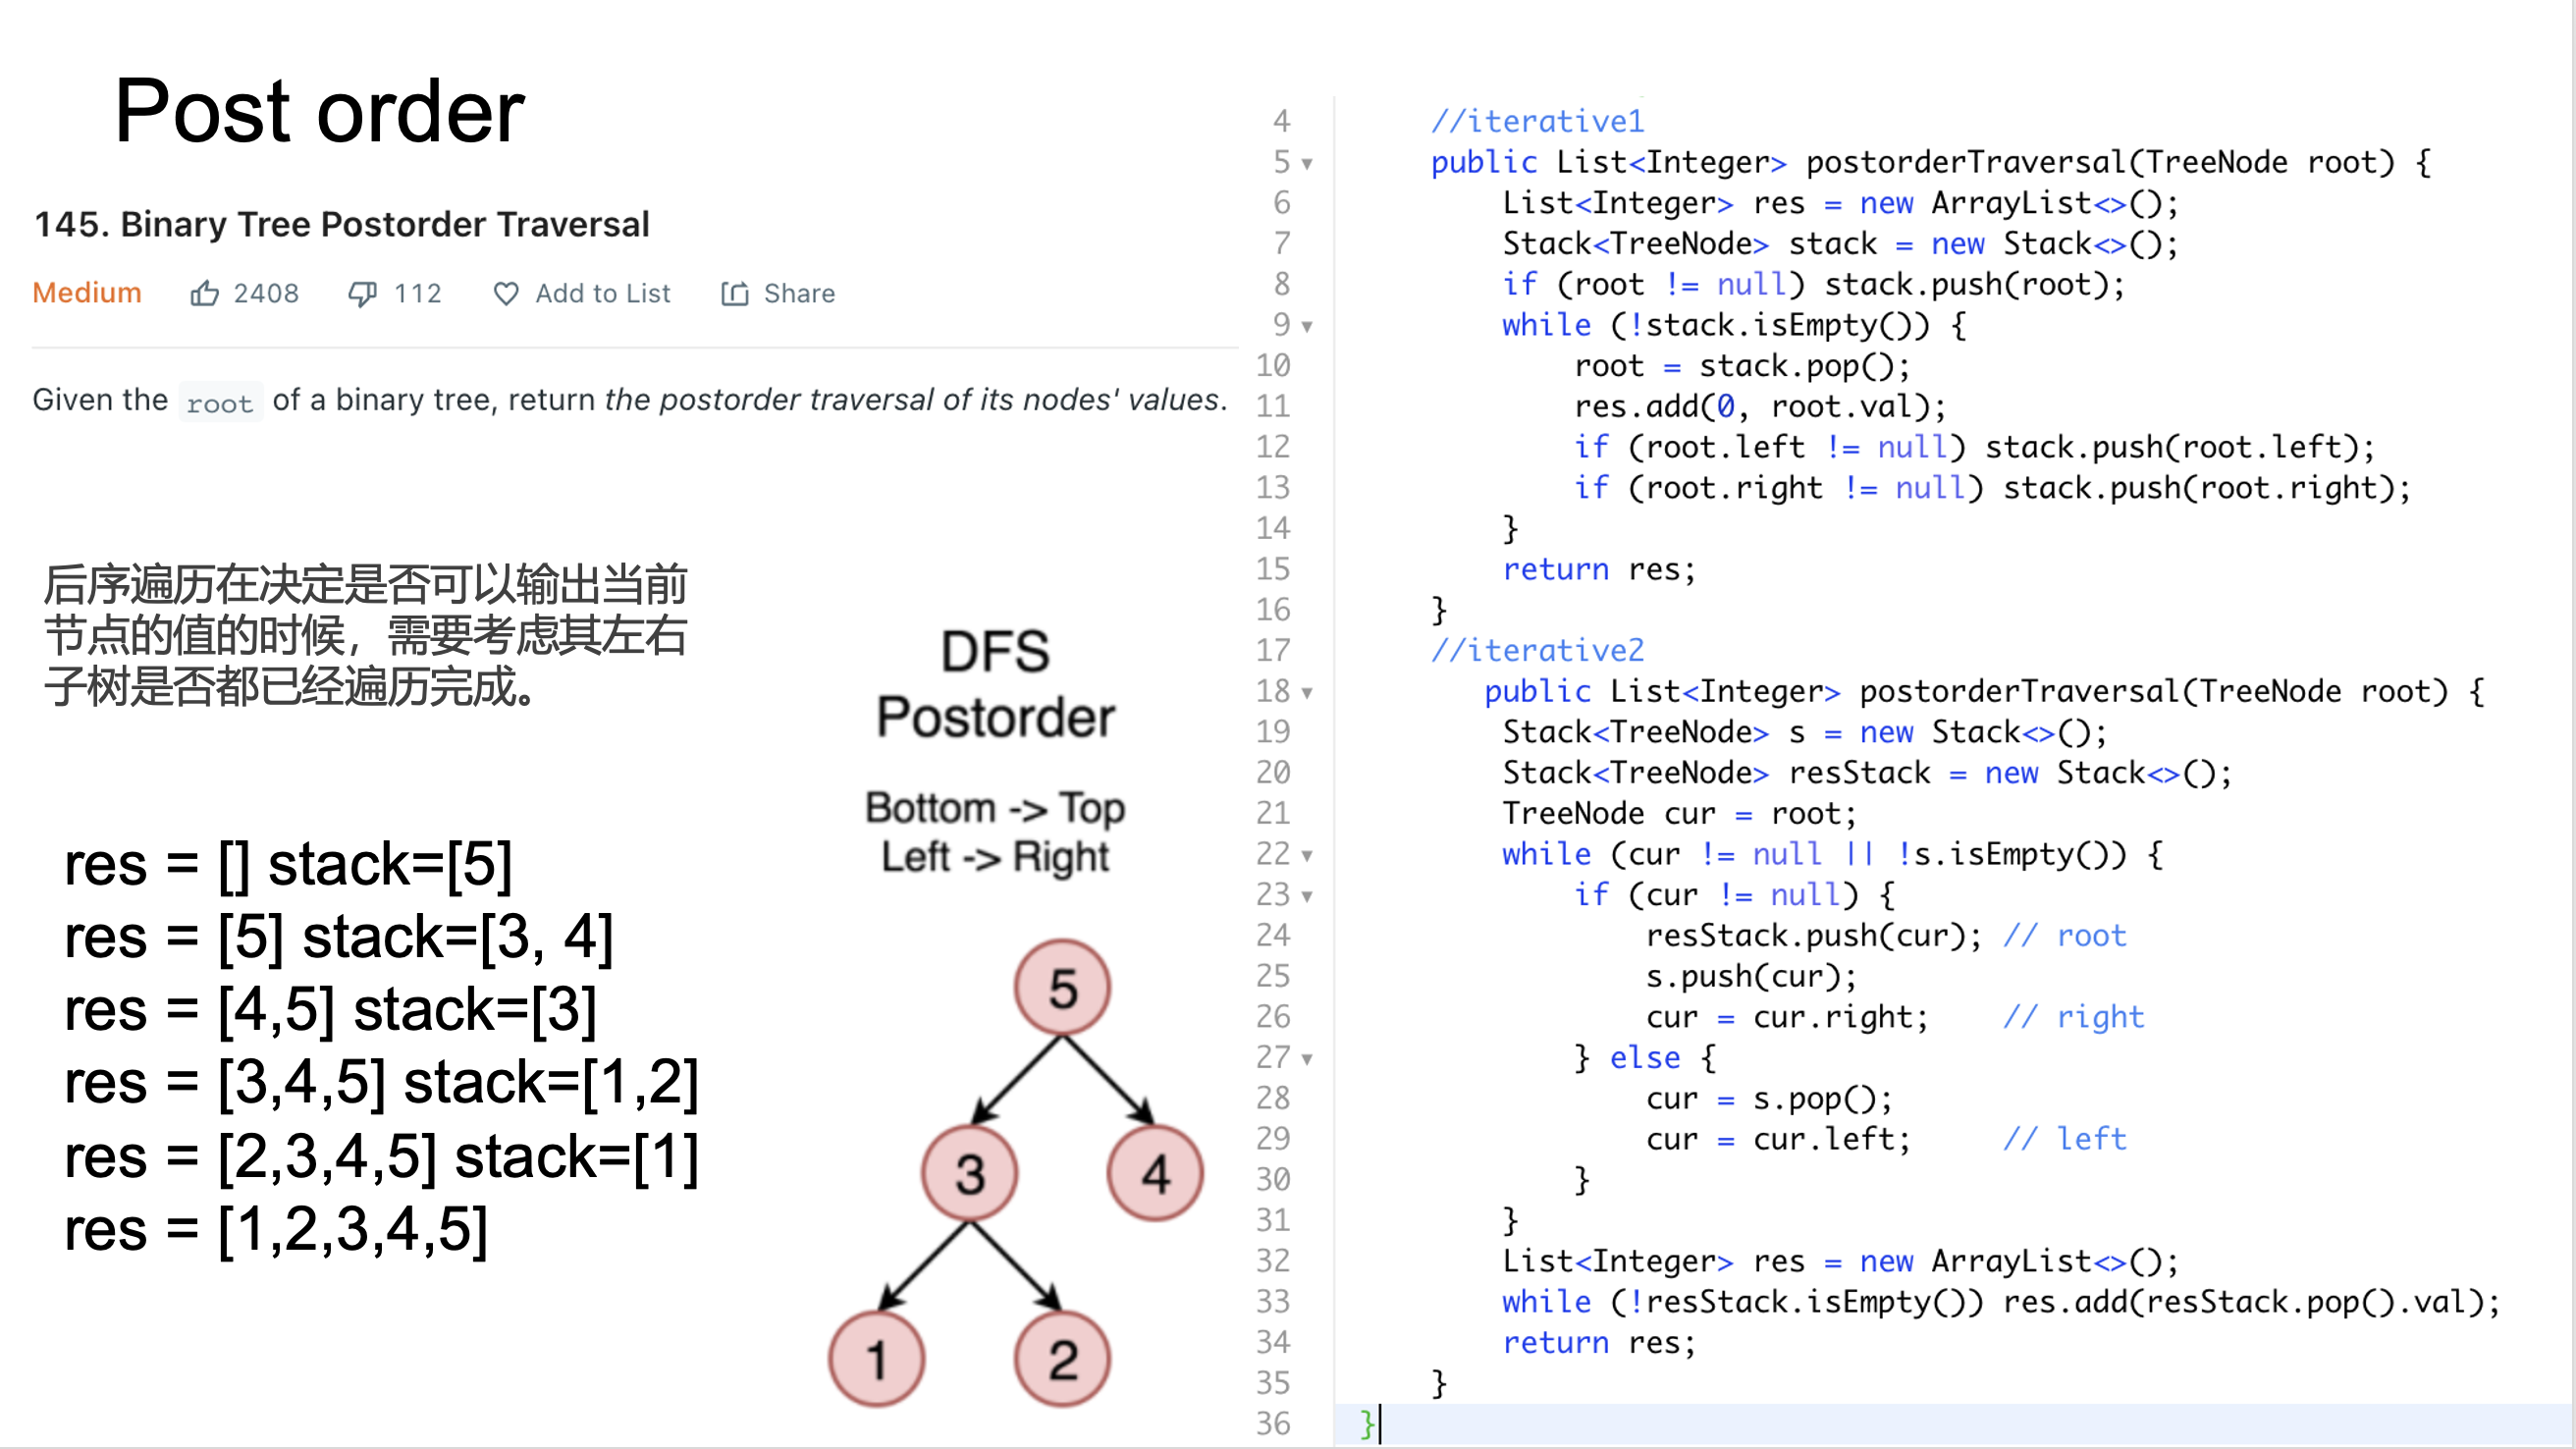 Post order
145. Binary Tree Postorder Traversal
Medium 2408 112 Add to List Share
Given the root of a binary tree, return the postorder traversal of its nodes' values.
后序遍历在决定是否可以输出当前
节点的值的时候，需要考虑其左右
子树是否都已经遍历完成。
res = [] stack=[5]
res = [5] stack=[3, 4]
res = [4,5] stack=[3]
res = [3,4,5] stack=[1,2]
res = [2,3,4,5] stack=[1]
res = [1,2,3,4,5]
DFS
Postorder
Bottom -> Top
Left -> Right
5
3 4
1 2
4 //iterative1
5 public List<Integer> postorderTraversal(TreeNode root) {
6 List<Integer> res = new ArrayList<>();
7 Stack<TreeNode> stack = new Stack<>();
8 if (root != null) stack.push(root);
9 while (!stack.isEmpty()) {
10 root = stack.pop();
11 res.add(0, root.val);
12 if (root.left != null) stack.push(root.left);
13 if (root.right != null) stack.push(root.right);
14 }
15 return res;
16 }
17 //iterative2
18 public List<Integer> postorderTraversal(TreeNode root) {
19 Stack<TreeNode> s = new Stack<>();
20 Stack<TreeNode> resStack = new Stack<>();
21 TreeNode cur = root;
22 while (cur != null || !s.isEmpty()) {
23 if (cur != null) {
24 resStack.push(cur); // root
25 s.push(cur);
26 cur = cur.right; // right
27 } else {
28 cur = s.pop();
29 cur = cur.left; // left
30 }
31 }
32 List<Integer> res = new ArrayList<>();
33 while (!resStack.isEmpty()) res.add(resStack.pop().val);
34 return res;
35 }
36 }